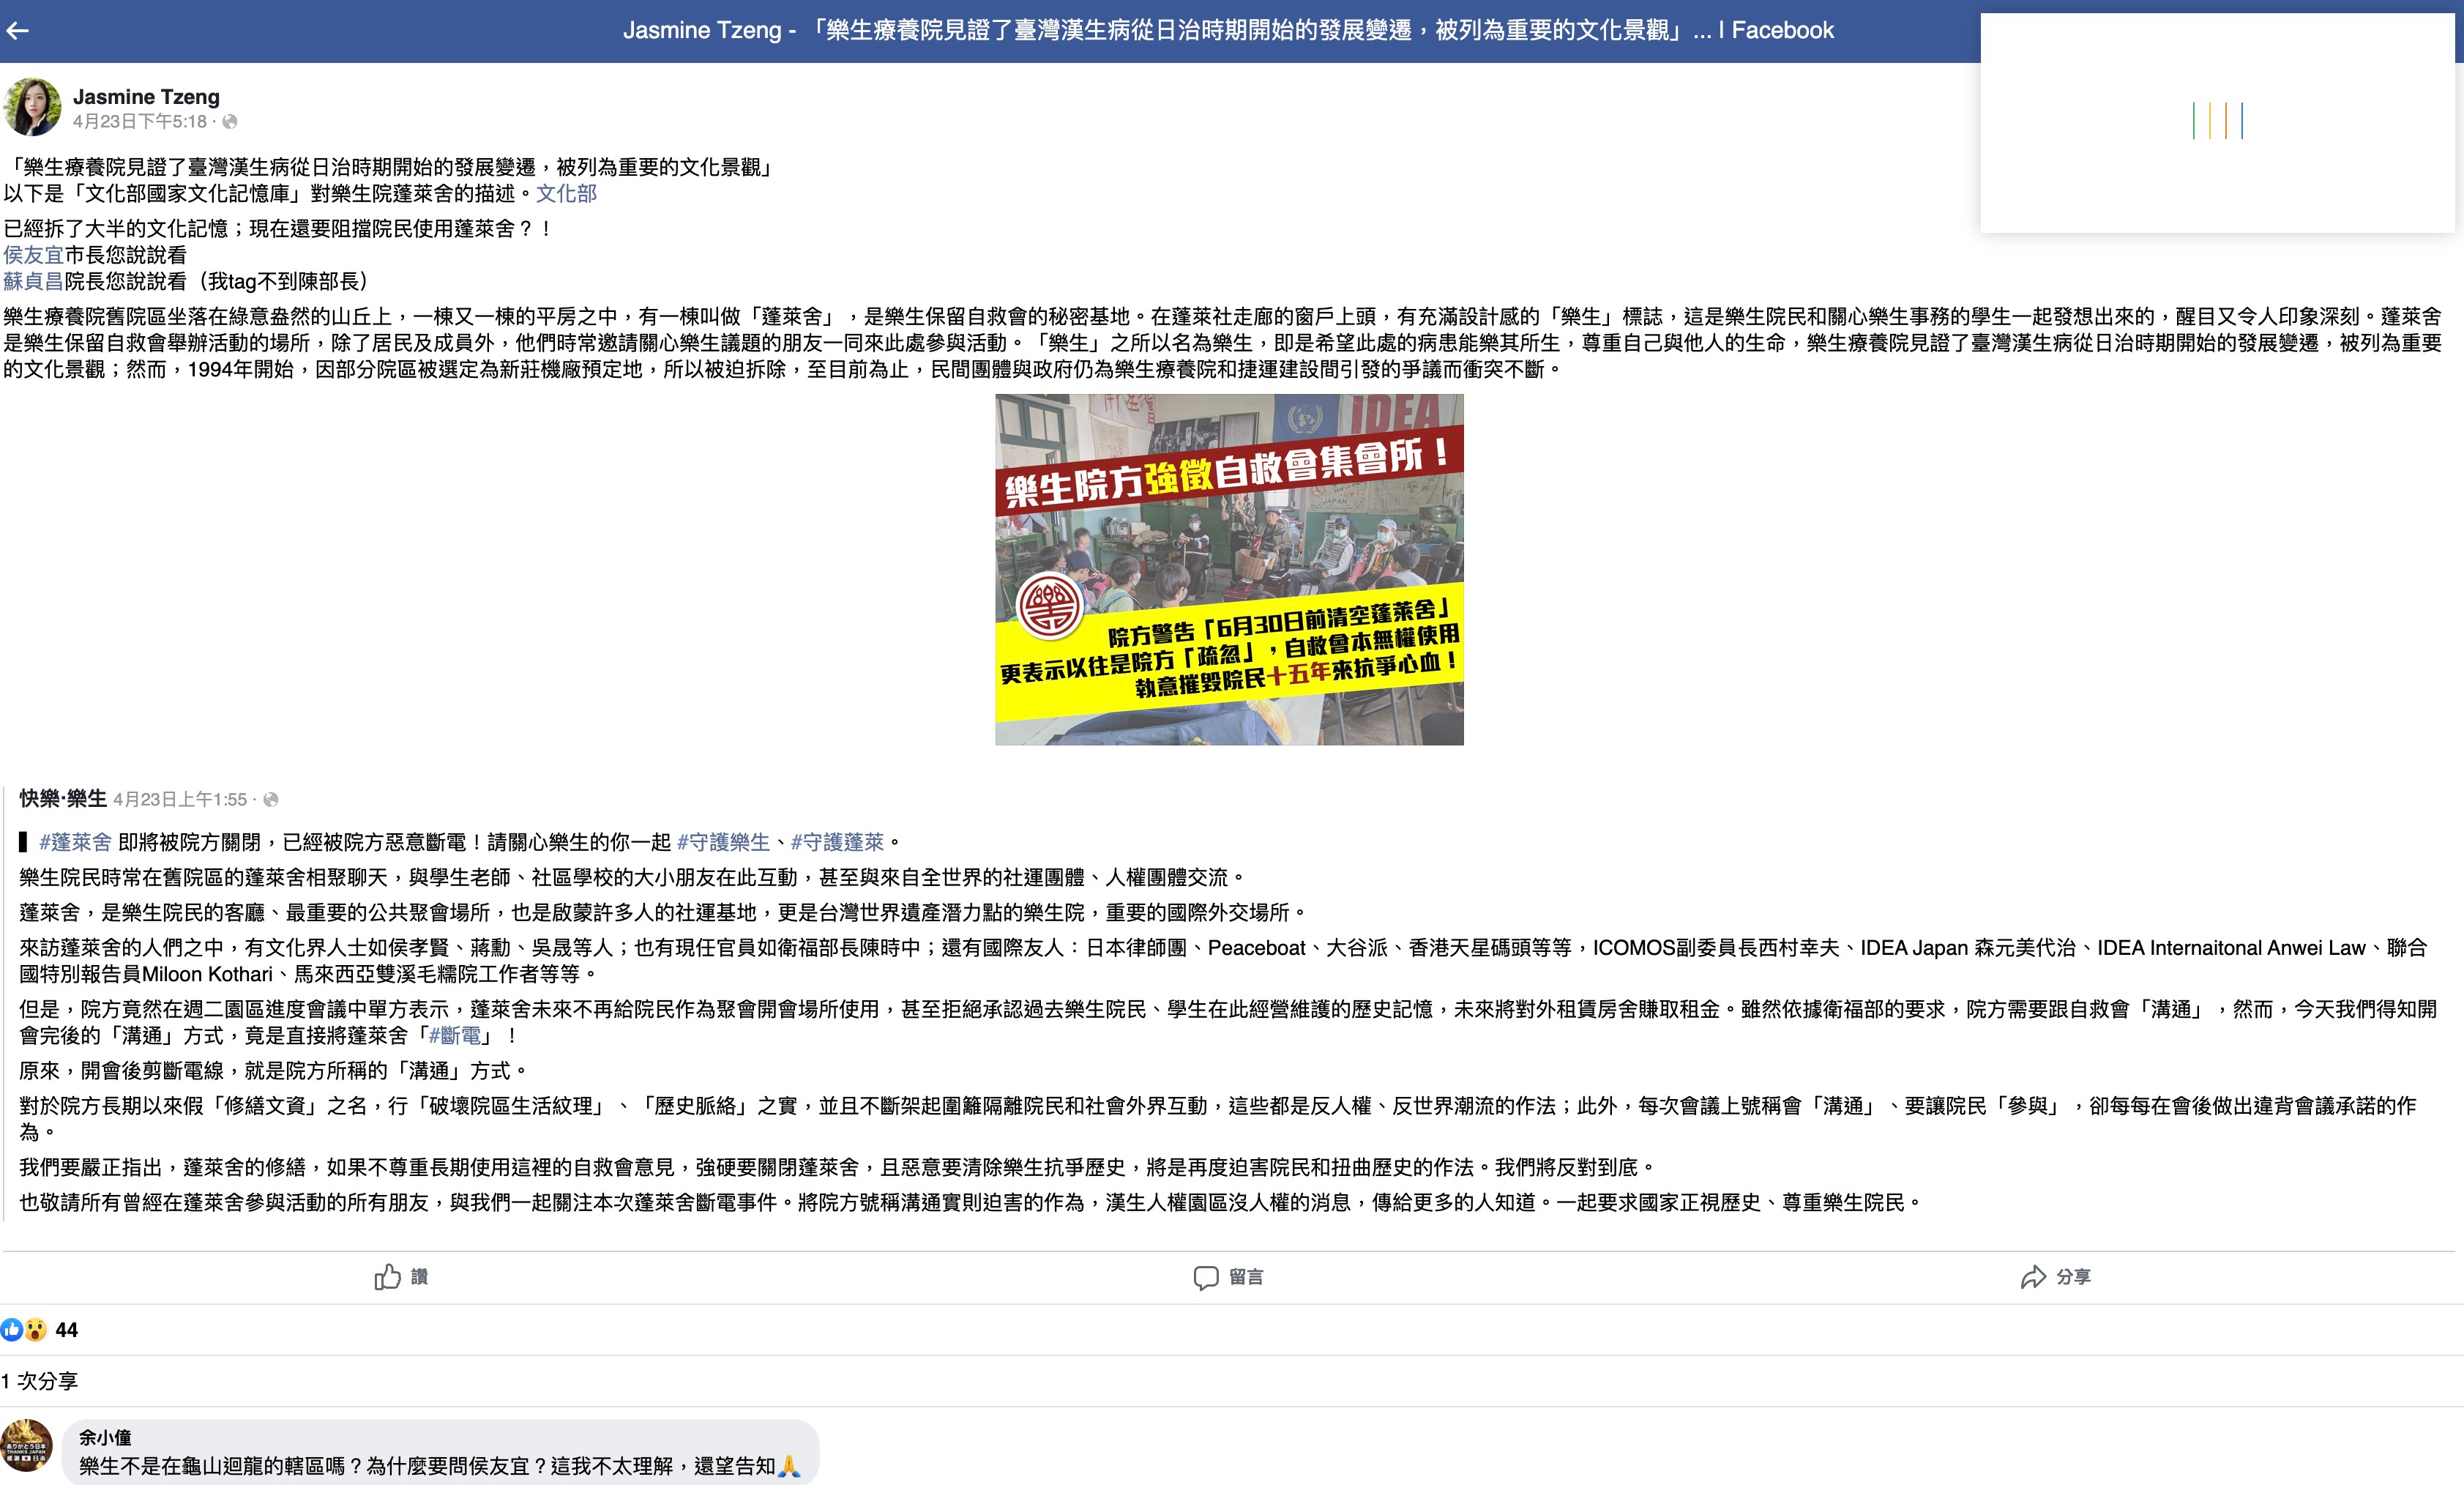 Jasmine Tzeng - 「樂生療養院見證了臺灣漢生病從日治時期開始的發展變遷，被列為重要的文化景觀」... | Facebook
Jasmine Tzeng
4月23日下午5:18 ·
「樂生療養院見證了臺灣漢生病從日治時期開始的發展變遷，被列為重要的文化景觀」
以下是「文化部國家文化記憶庫」對樂生院蓬萊舍的描述。文化部
已經拆了大半的文化記憶；現在還要阻擋院民使用蓬萊舍？！
侯友宜市長您說說看
蘇貞昌院長您說說看（我tag不到陳部長）
樂生療養院舊院區坐落在綠意盎然的山丘上，一棟又一棟的平房之中，有一棟叫做「蓬萊舍」，是樂生保留自救會的秘密基地。在蓬萊社走廊的窗戶上頭，有充滿設計感的「樂生」標誌，這是樂生院民和關心樂生事務的學生一起發想出來的，醒目又令人印象深刻。蓬萊舍
是樂生保留自救會舉辦活動的場所，除了居民及成員外，他們時常邀請關心樂生議題的朋友一同來此處參與活動。「樂生」之所以名為樂生，即是希望此處的病患能樂其所生，尊重自己與他人的生命，樂生療養院見證了臺灣漢生病從日治時期開始的發展變遷，被列為重要
的文化景觀；然而，1994年開始，因部分院區被選定為新莊機廠預定地，所以被迫拆除，至目前為止，民間團體與政府仍為樂生療養院和捷運建設間引發的爭議而衝突不斷。
IDEA
樂生院方強徵自救會集會所！
JAPAN
院方警告「6月30日前清空蓬萊舍」
更表示以往是院方「疏忽」，自救會本無權使用
執意摧毀院民十五年來抗爭心血！
快樂·樂生 4月23日上午1:55 ·
▌ #蓬萊舍 即將被院方關閉，已經被院方惡意斷電！請關心樂生的你一起 #守護樂生、#守護蓬萊。
樂生院民時常在舊院區的蓬萊舍相聚聊天，與學生老師、社區學校的大小朋友在此互動，甚至與來自全世界的社運團體、人權團體交流。
蓬萊舍，是樂生院民的客廳、最重要的公共聚會場所，也是啟蒙許多人的社運基地，更是台灣世界遺產潛力點的樂生院，重要的國際外交場所。
來訪蓬萊舍的人們之中，有文化界人士如侯孝賢、蔣勳、吳晟等人；也有現任官員如衛福部長陳時中；還有國際友人：日本律師團、Peaceboat、大谷派、香港天星碼頭等等，ICOMOS副委員長西村幸夫、IDEA Japan 森元美代治、IDEA Internaitonal Anwei Law、聯合
國特別報告員Miloon Kothari、馬來西亞雙溪毛糯院工作者等等。
但是，院方竟然在週二園區進度會議中單方表示，蓬萊舍未來不再給院民作為聚會開會場所使用，甚至拒絕承認過去樂生院民、學生在此經營維護的歷史記憶，未來將對外租賃房舍賺取租金。雖然依據衛福部的要求，院方需要跟自救會「溝通」，然而，今天我們得知開
會完後的「溝通」方式，竟是直接將蓬萊舍「#斷電」！
原來，開會後剪斷電線，就是院方所稱的「溝通」方式。
對於院方長期以來假「修繕文資」之名，行「破壞院區生活紋理」、「歷史脈絡」之實，並且不斷架起圍籬隔離院民和社會外界互動，這些都是反人權、反世界潮流的作法；此外，每次會議上號稱會「溝通」、要讓院民「參與」，卻每每在會後做出違背會議承諾的作
為。
我們要嚴正指出，蓬萊舍的修繕，如果不尊重長期使用這裡的自救會意見，強硬要關閉蓬萊舍，且惡意要清除樂生抗爭歷史，將是再度迫害院民和扭曲歷史的作法。我們將反對到底。
也敬請所有曾經在蓬萊舍參與活動的所有朋友，與我們一起關注本次蓬萊舍斷電事件。將院方號稱溝通實則迫害的作為，漢生人權園區沒人權的消息，傳給更多的人知道。一起要求國家正視歷史、尊重樂生院民。
讚
留言
分享
44
1 次分享
ありがとう日本
THANKS JAPAN
余小僮
樂生不是在龜山迴龍的轄區嗎？為什麼要問侯友宜？這我不太理解，還望告知🙏